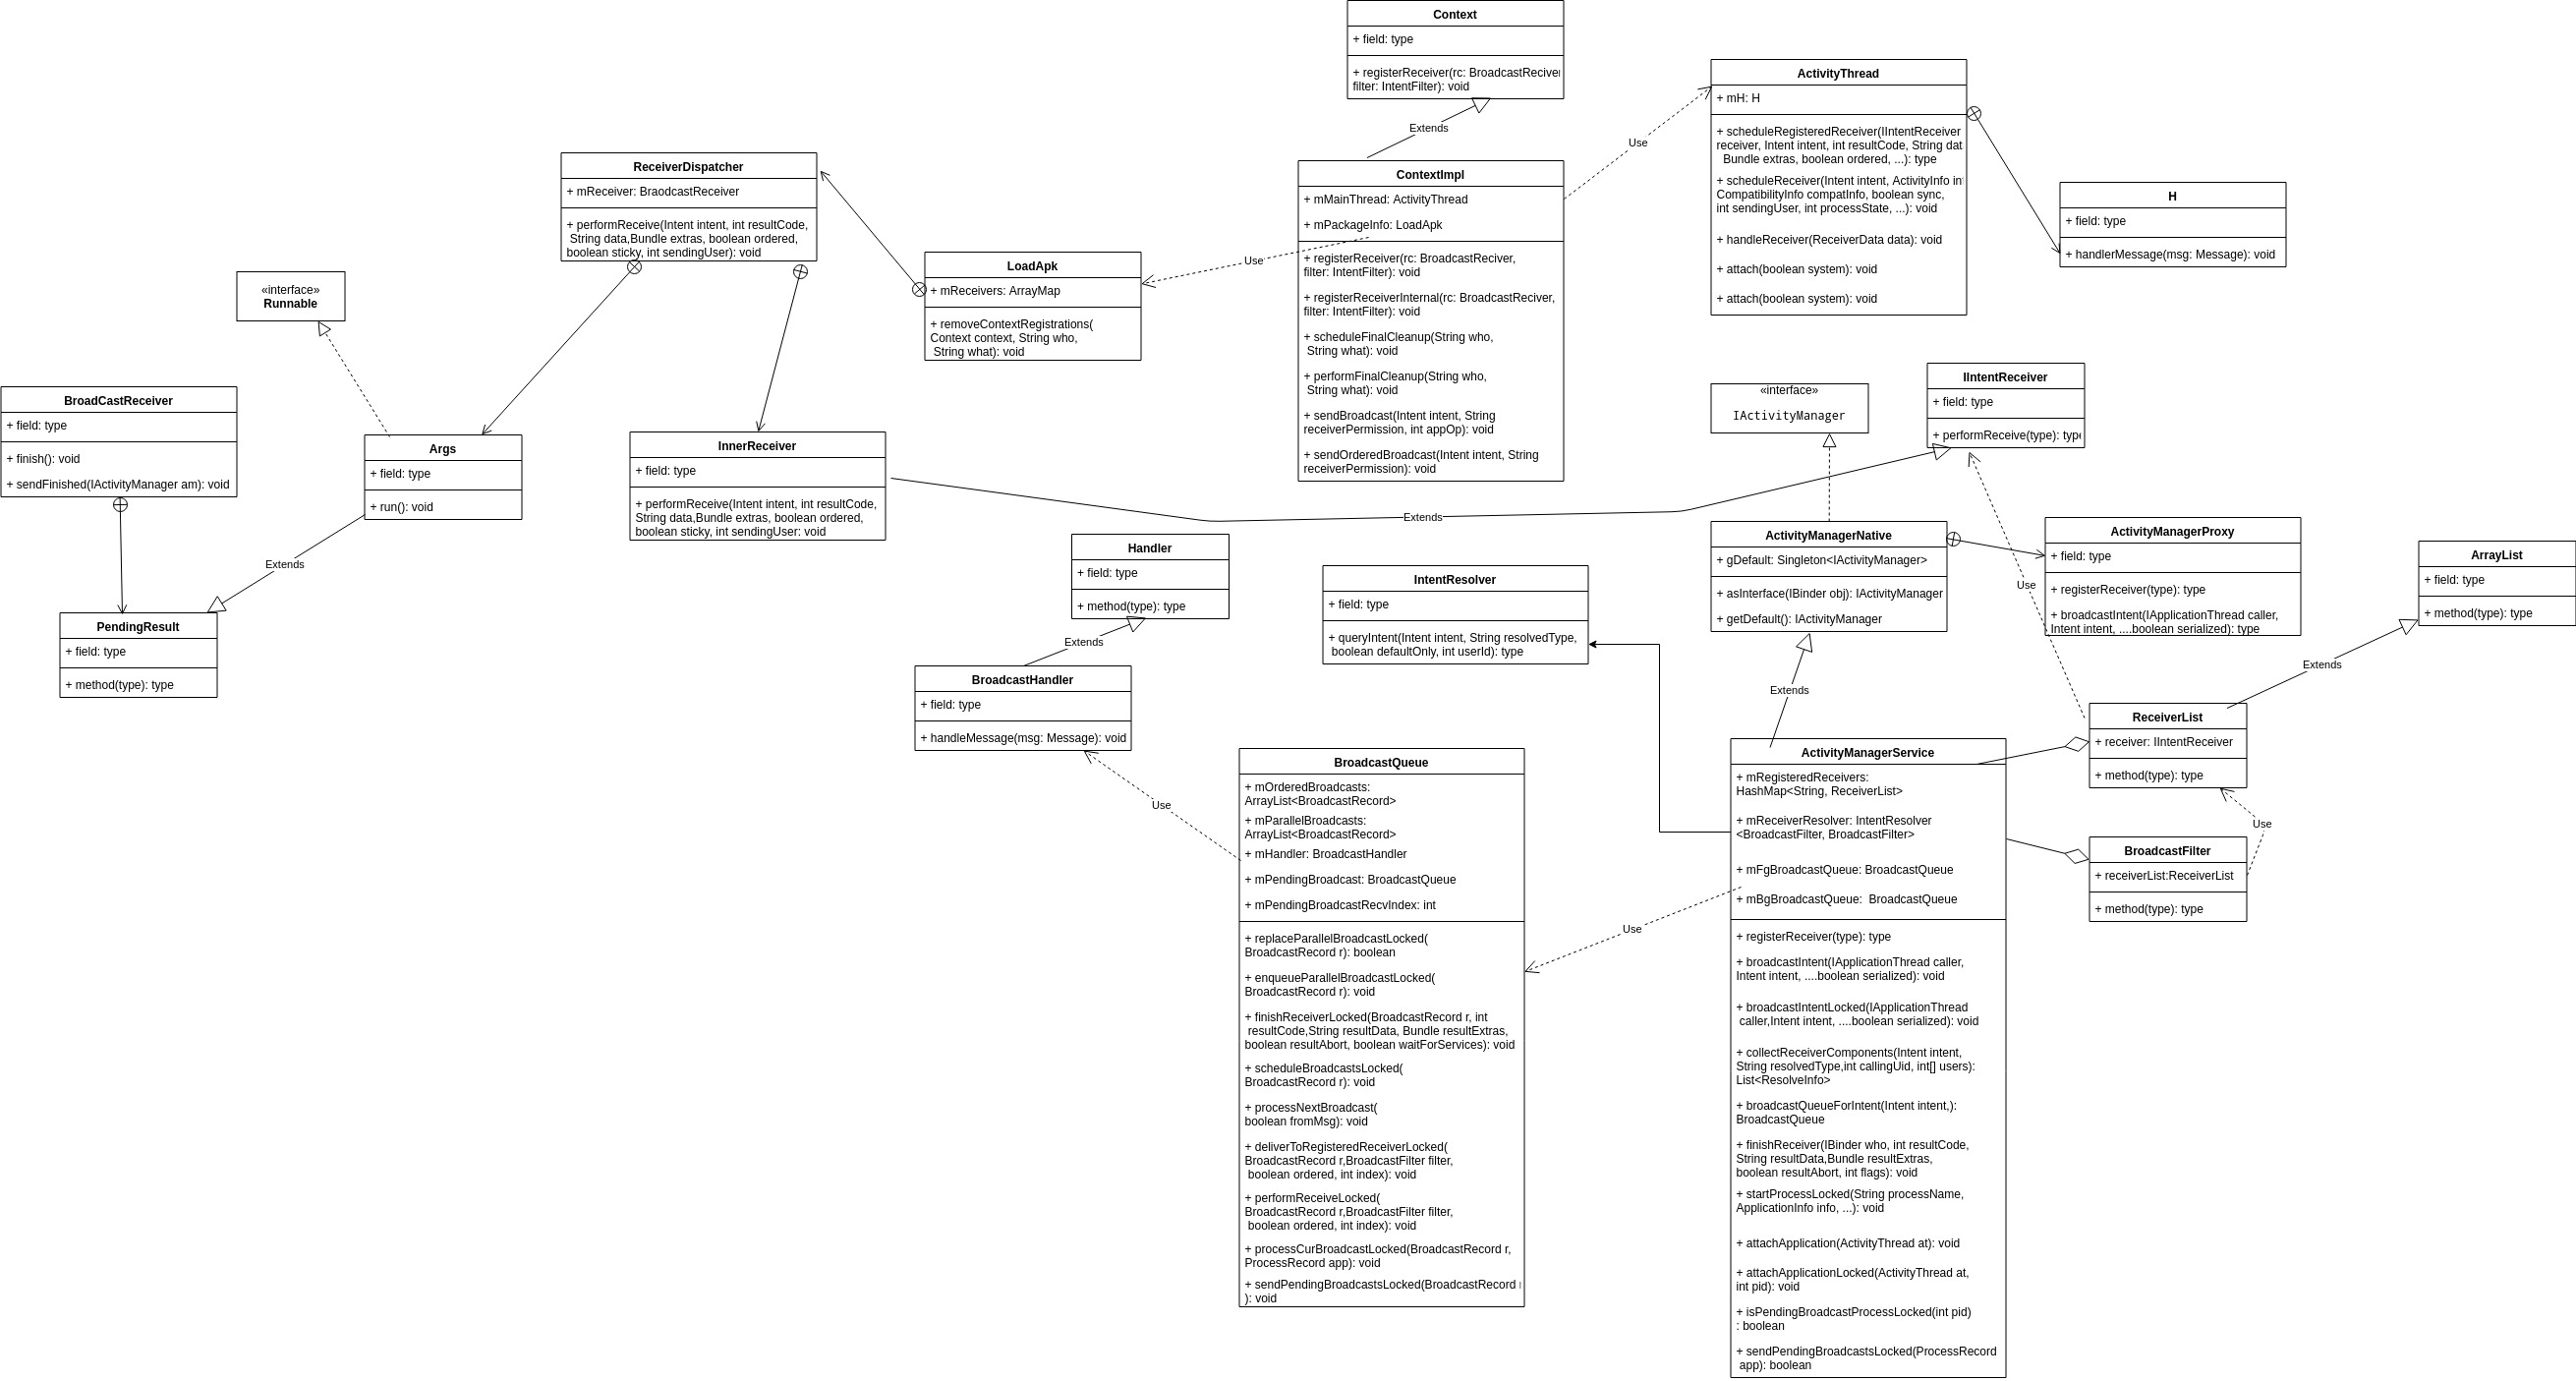 Context
+ field: type
+ registerReceiver(rc: BroadcastReciver
filter: IntentFilter): void
Extends
ActivityThread
+ mH: H
+ scheduleRegisteredReceiver(IIntentReceiver
receiver, Intent intent, int resultCode, String dat
Bundle extras, boolean ordered, ...): type
+ scheduleReceiver(Intent intent, ActivityInfo in
CompatibilityInfo compatInfo, boolean sync,
int sendingUser, int processState, ...): void
+ handleReceiver(ReceiverData data): void
+ attach(boolean system): void
+ attach(boolean system): void
Use
H
+ field: type
+ handlerMessage(msg: Message): void
ReceiverDispatcher
+ mReceiver: BraodcastReceiver
+ performReceive(Intent intent, int resultCode,
String data,Bundle extras, boolean ordered,
boolean sticky, int sendingUser): void
ContextImpl
+ mMainThread: ActivityThread
+ mPackageInfo: LoadApk
+ registerReceiver(rc: BroadcastReciver,
filter: IntentFilter): void
+ registerReceiverInternal(rc: BroadcastReciver,
filter: IntentFilter): void
+ scheduleFinalCleanup(String who,
String what): void
+ performFinalCleanup(String who,
String what): void
+ sendBroadcast(Intent intent, String
receiverPermission, int appOp): void
+ sendOrderedBroadcast(Intent intent, String
receiverPermission): void
Use
LoadApk
+ mReceivers: ArrayMap
+ removeContextRegistrations(
Context context, String who,
String what): void
«interface»
Runnable
BroadCastReceiver
+ field: type
+ finish(): void
+ sendFinished(IActivityManager am): void
Args
+ field: type
+ run(): void
Extends
PendingResult
+ field: type
+ method(type): type
InnerReceiver
+ field: type
+ performReceive(Intent intent, int resultCode,
String data,Bundle extras, boolean ordered,
boolean sticky, int sendingUser: void
Extends
«interface»
IActivityManager
IIntentReceiver
+ field: type
+ performReceive(type): type
Handler
+ field: type
+ method(type): type
Extends
BroadcastHandler
+ field: type
+ handleMessage(msg: Message): void
Use
IntentResolver
+ field: type
+ queryIntent(Intent intent, String resolvedType,
boolean defaultOnly, int userId): type
ActivityManagerNative
+ gDefault: Singleton<IActivityManager>
+ asInterface(IBinder obj): IActivityManager
+ getDefault(): IActivityManager
Extends
ActivityManagerProxy
+ field: type
+ registerReceiver(type): type
+ broadcastIntent(IApplicationThread caller,
Intent intent, ....boolean serialized): type
Use
ArrayList
+ field: type
+ method(type): type
Extends
ReceiverList
+ receiver: IIntentReceiver
+ method(type): type
Use
BroadcastFilter
+ receiverList:ReceiverList
+ method(type): type
BroadcastQueue
+ mOrderedBroadcasts:
ArrayList<BroadcastRecord>
+ mParallelBroadcasts:
ArrayList<BroadcastRecord>
+ mHandler: BroadcastHandler
+ mPendingBroadcast: BroadcastQueue
+ mPendingBroadcastRecvIndex: int
+ replaceParallelBroadcastLocked(
BroadcastRecord r): boolean
+ enqueueParallelBroadcastLocked(
BroadcastRecord r): void
+ finishReceiverLocked(BroadcastRecord r, int
resultCode,String resultData, Bundle resultExtras,
boolean resultAbort, boolean waitForServices): void
+ scheduleBroadcastsLocked(
BroadcastRecord r): void
+ processNextBroadcast(
boolean fromMsg): void
+ deliverToRegisteredReceiverLocked(
BroadcastRecord r,BroadcastFilter filter,
boolean ordered, int index): void
+ performReceiveLocked(
BroadcastRecord r,BroadcastFilter filter,
boolean ordered, int index): void
+ processCurBroadcastLocked(BroadcastRecord r,
ProcessRecord app): void
+ sendPendingBroadcastsLocked(BroadcastRecord r
): void
Use
ActivityManagerService
+ mRegisteredReceivers:
HashMap<String, ReceiverList>
+ mReceiverResolver: IntentResolver
<BroadcastFilter, BroadcastFilter>
+ mFgBroadcastQueue: BroadcastQueue
+ mBgBroadcastQueue: BroadcastQueue
+ registerReceiver(type): type
+ broadcastIntent(IApplicationThread caller,
Intent intent, ....boolean serialized): void
+ broadcastIntentLocked(IApplicationThread
caller,Intent intent, ....boolean serialized): void
+ collectReceiverComponents(Intent intent,
String resolvedType,int callingUid, int[] users):
List<ResolveInfo>
+ broadcastQueueForIntent(Intent intent,):
BroadcastQueue
+ finishReceiver(IBinder who, int resultCode,
String resultData,Bundle resultExtras,
boolean resultAbort, int flags): void
+ startProcessLocked(String processName,
ApplicationInfo info, ...): void
+ attachApplication(ActivityThread at): void
+ attachApplicationLocked(ActivityThread at,
int pid): void
+ isPendingBroadcastProcessLocked(int pid)
: boolean
+ sendPendingBroadcastsLocked(ProcessRecord
app): boolean